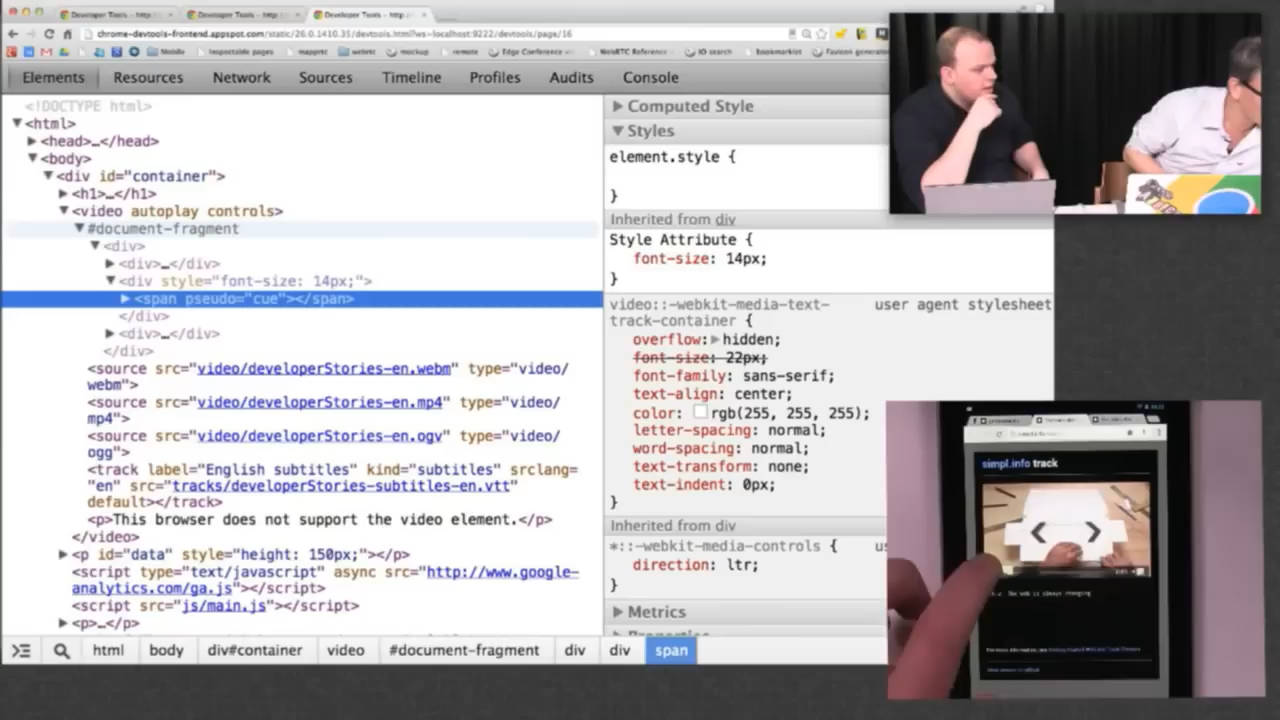 Developer Tools - http:
Developer Tools - http:
Developer Tools - http:
chrome-devtools-frontend.appspot.com/static/26.0.1410.35/devtools.html?ws=localhost:9222/devtools/page/16
Mobile
Inspectable pages
mapprtc
webrtc
mockup
remote
Edge Conference
WebRTC Reference
IO search
bookmarklet
Favicon generator
Elements
Resources
Network
Sources
Timeline
Profiles
Audits
Console
<!DOCTYPE html>
<html>
<head>…</head>
<body>
<div id="container">
<h1>…</h1>
<video autoplay controls>
#document-fragment
<div>
<div>…</div>
<div style="font-size: 14px;">
<span pseudo="cue"></span>
</div>
<div>…</div>
</div>
<source src="video/developerStories-en.webm" type="video/
webm">
<source src="video/developerStories-en.mp4" type="video/
mp4">
<source src="video/developerStories-en.ogv" type="video/
ogg">
<track label="English subtitles" kind="subtitles" srclang=
"en" src="tracks/developerStories-subtitles-en.vtt"
default></track>
<p>This browser does not support the video element.</p>
</video>
<p id="data" style="height: 150px;"></p>
<script type="text/javascript" async src="http://www.google-
analytics.com/ga.js"></script>
<script src="js/main.js"></script>
<p>…</p>
html
body
div#container
video
#document-fragment
div
div
span
Computed Style
Styles
element.style {
}
Inherited from div
Style Attribute {
font-size: 14px;
}
video::-webkit-media-text-
track-container {
user agent stylesheet
overflow: hidden;
font-size: 22px;
font-family: sans-serif;
text-align: center;
color: rgb(255, 255, 255);
letter-spacing: normal;
word-spacing: normal;
text-transform: none;
text-indent: 0px;
}
Inherited from div
*::-webkit-media-controls {
direction: ltr;
}
Metrics
Properties
simpl.info track
The web is always changing